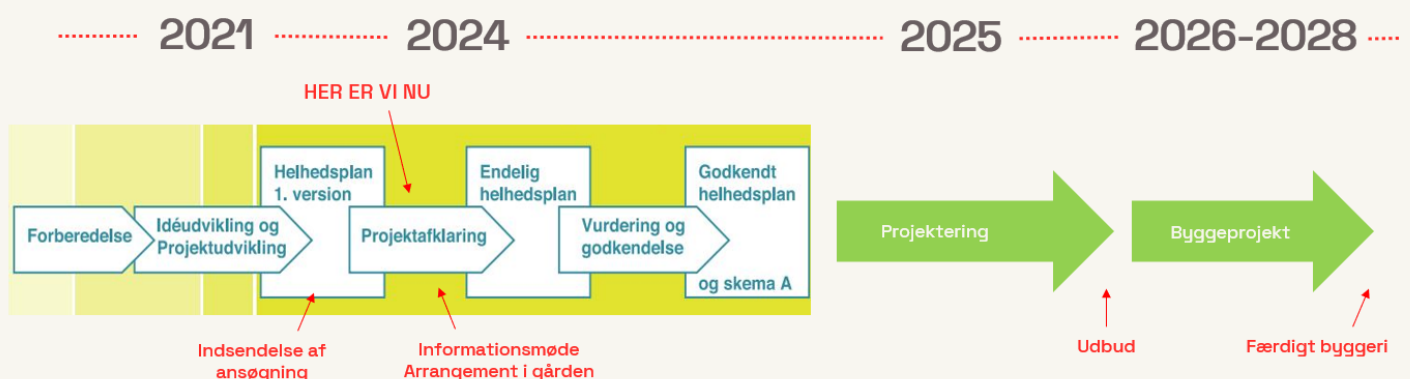 2021
2024
2025
2026-2028
HER ER VI NU
Forberedelse
Idéudvikling og
Projektudvikling
Helhedsplan
1. version
Projektafklaring
Endelig
helhedsplan
Vurdering og
godkendelse
Godkendt
helhedsplan
og skema A
Projektering
Byggeprojekt
Indsendelse af
ansøgning
Informationsmøde
Arrangement i gården
Udbud
Færdigt byggeri